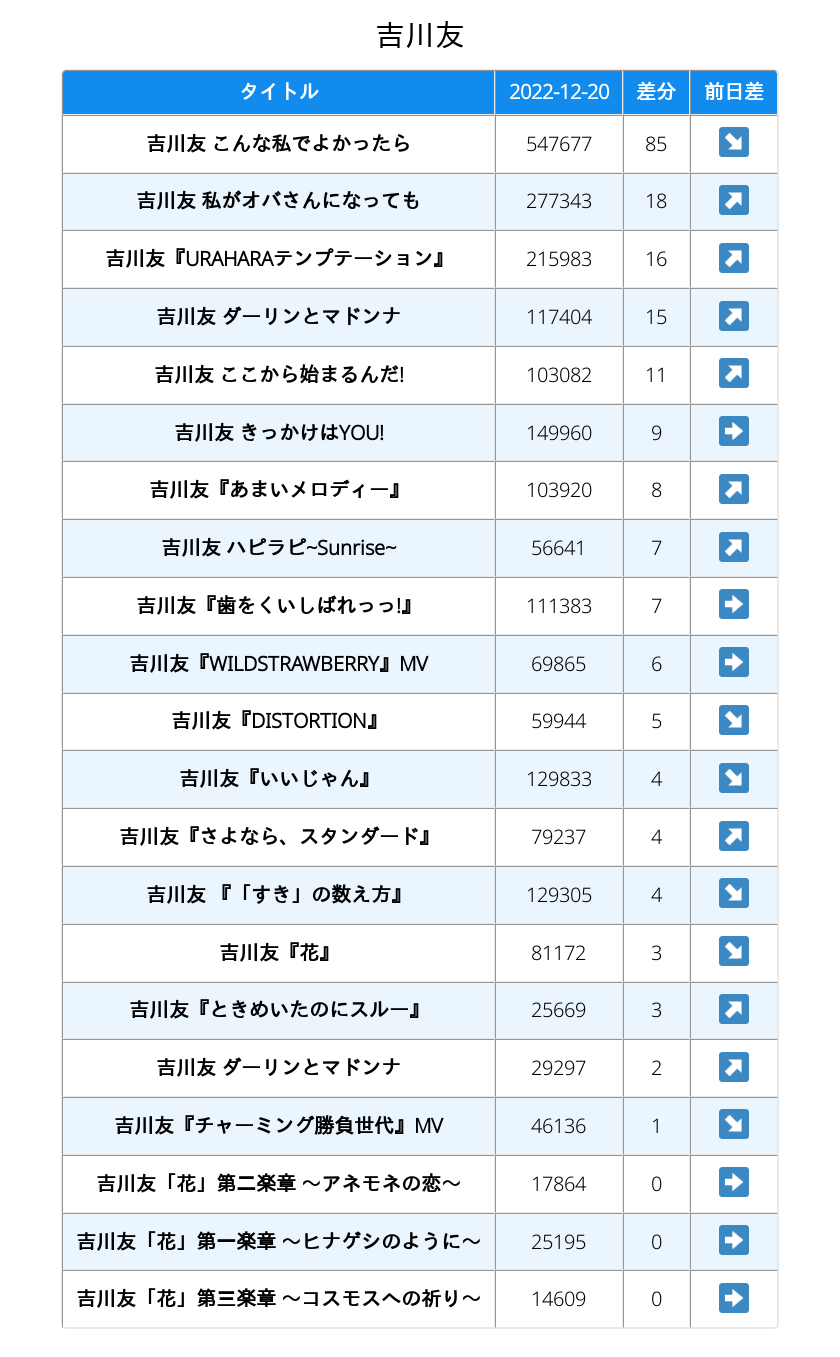 吉川友
タイトル 2022-12-20 差分 前日差
吉川友 こんな私でよかったら 547677 85
吉川友 私がオバさんになっても 277343 18
吉川友『URAHARAテンプテーション』 215983 16
吉川友 ダーリンとマドンナ 117404 15
吉川友 ここから始まるんだ! 103082 11
吉川友 きっかけはYOU! 149960 9
吉川友『あまいメロディー』 103920 8
吉川友 ハピラピ~Sunrise~ 56641 7
吉川友『歯をくいしばれっっ!』 111383 7
吉川友『WILDSTRAWBERRY』MV 69865 6
吉川友『DISTORTION』 59944 5
吉川友『いいじゃん』 129833 4
吉川友『さよなら、スタンダード』 79237 4
吉川友 『「すき」の数え方』 129305 4
吉川友『花』 81172 3
吉川友『ときめいたのにスルー』 25669 3
吉川友 ダーリンとマドンナ 29297 2
吉川友『チャーミング勝負世代』MV 46136 1
吉川友「花」第二楽章 ～アネモネの恋～ 17864 0
吉川友「花」第一楽章 ～ヒナゲシのように～ 25195 0
吉川友「花」第三楽章 ～コスモスへの祈り～ 14609 0